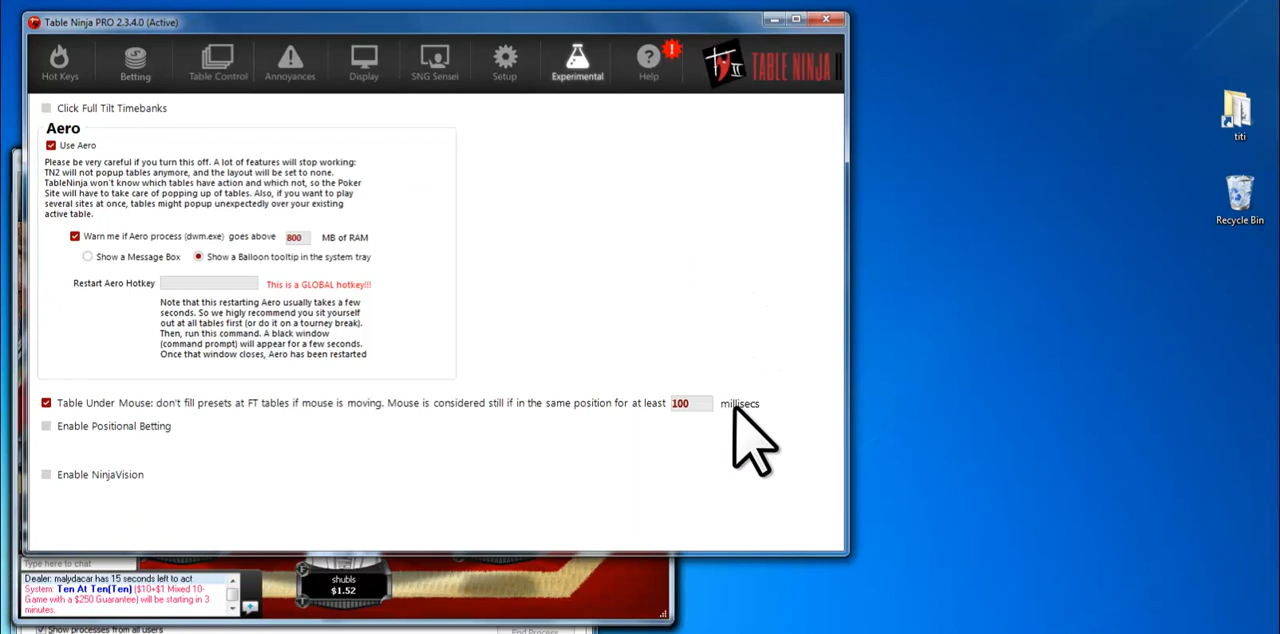 Table Ninja PRO 2.3.4.0 (Active)
Hot Keys
Betting
Table Control
Annoyances
Display
SNG Sensei
Setup
Experimental
Help
TABLE NINJA II
Click Full Tilt Timebanks
Aero
Use Aero
Please be very careful if you turn this off. A lot of features will stop working:
TN2 will not popup tables anymore, and the layout will be set to none.
TableNinja won't know which tables have action and which not, so the Poker
Site will have to take care of popping up of tables. Also, if you want to play
several sites at once, tables might popup unexpectedly over your existing
active table.
Warn me if Aero process (dwm.exe) goes above 800 MB of RAM
Show a Message Box Show a Balloon tooltip in the system tray
Restart Aero Hotkey This is a GLOBAL hotkey!!!
Note that this restarting Aero usually takes a few
seconds. So we higly recommend you sit yourself
out at all tables first (or do it on a tourney break).
Then, run this command. A black window
(command prompt) will appear for a few seconds.
Once that window closes, Aero has been restarted
Table Under Mouse: don't fill presets at FT tables if mouse is moving. Mouse is considered still if in the same position for at least 100 millisecs
Enable Positional Betting
Enable NinjaVision
titi
Recycle Bin
Type here to chat
Dealer: malydacar has 15 seconds left to act
System: Ten At Ten(Ten) ($10+$1 Mixed 10-
Game with a $250 Guarantee) will be starting in 3
minutes.
shubls
$1.52
F
T
Show processes from all users
End Process